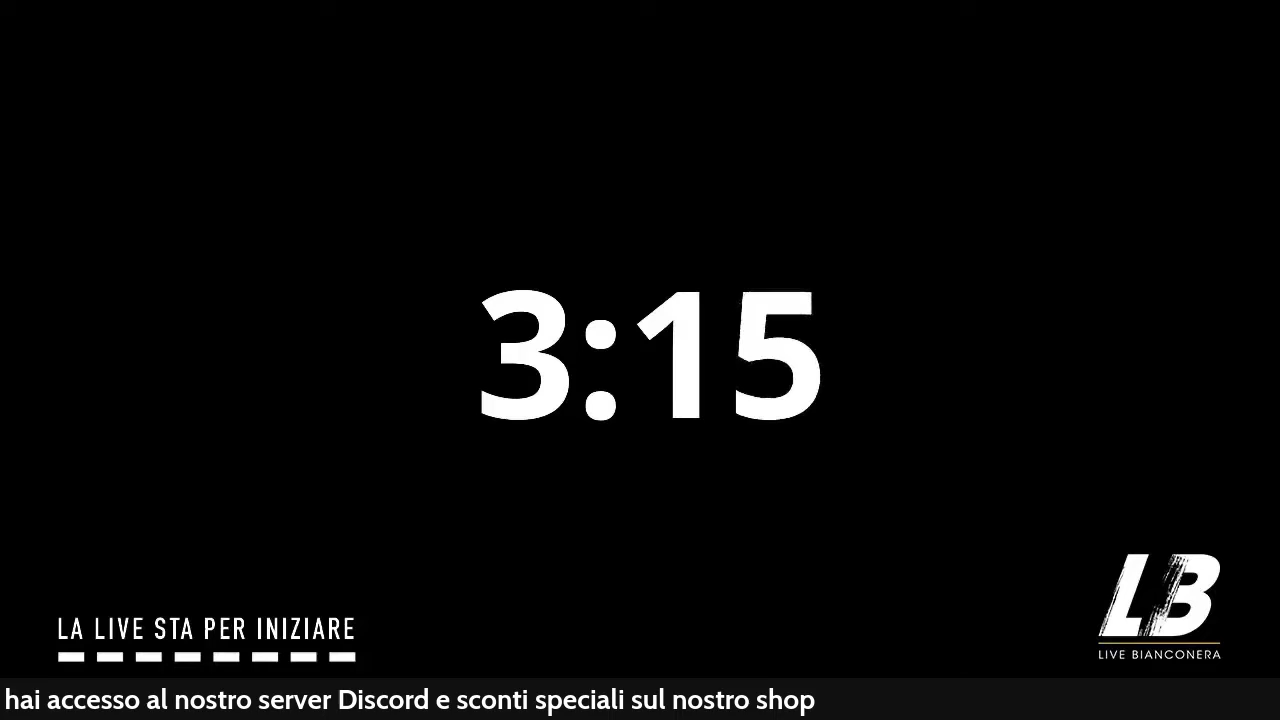 3:15
LA LIVE STA PER INIZIARE
LB
LIVE BIANCONERA
hai accesso al nostro server Discord e sconti speciali sul nostro shop